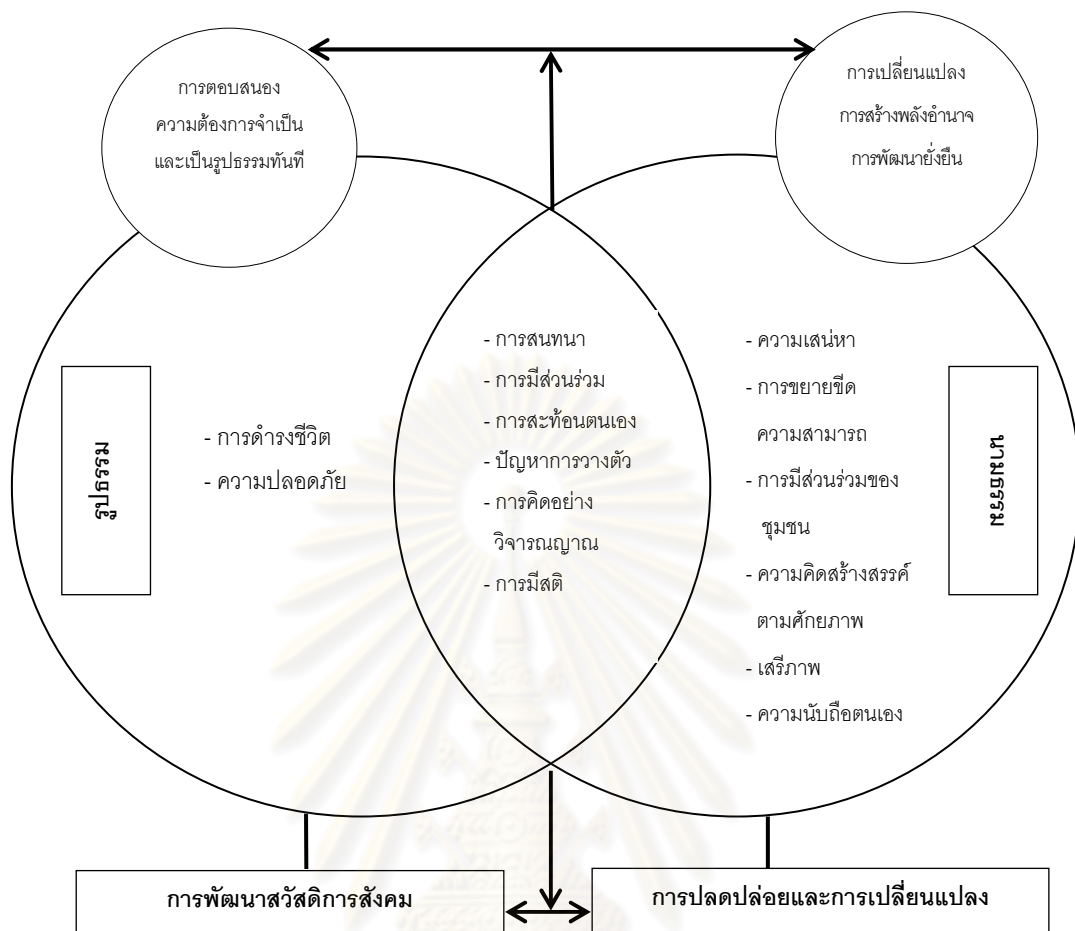 การตอบสนอง
ความต้องการจำเป็น
และเป็นรูปธรรมทันที
การเปลี่ยนแปลง
การสร้างพลังอำนาจ
การพัฒนายั่งยืน
รูปธรรม
- การดำรงชีวิต
- ความปลอดภัย
- การสนทนา
- การมีส่วนร่วม
- การสะท้อนตนเอง
- ปัญหาการวางตัว
- การคิดอย่าง
วิจารณญาณ
- การมีสติ
- ความเสน่หา
- การขยายขีด
ความสามารถ
- การมีส่วนร่วมของ
ชุมชน
- ความคิดสร้างสรรค์
ตามศักยภาพ
- เสรีภาพ
- ความนับถือตนเอง
นามธรรม
การพัฒนาสวัสดิการสังคม
การปลดปล่อยและการเปลี่ยนแปลง